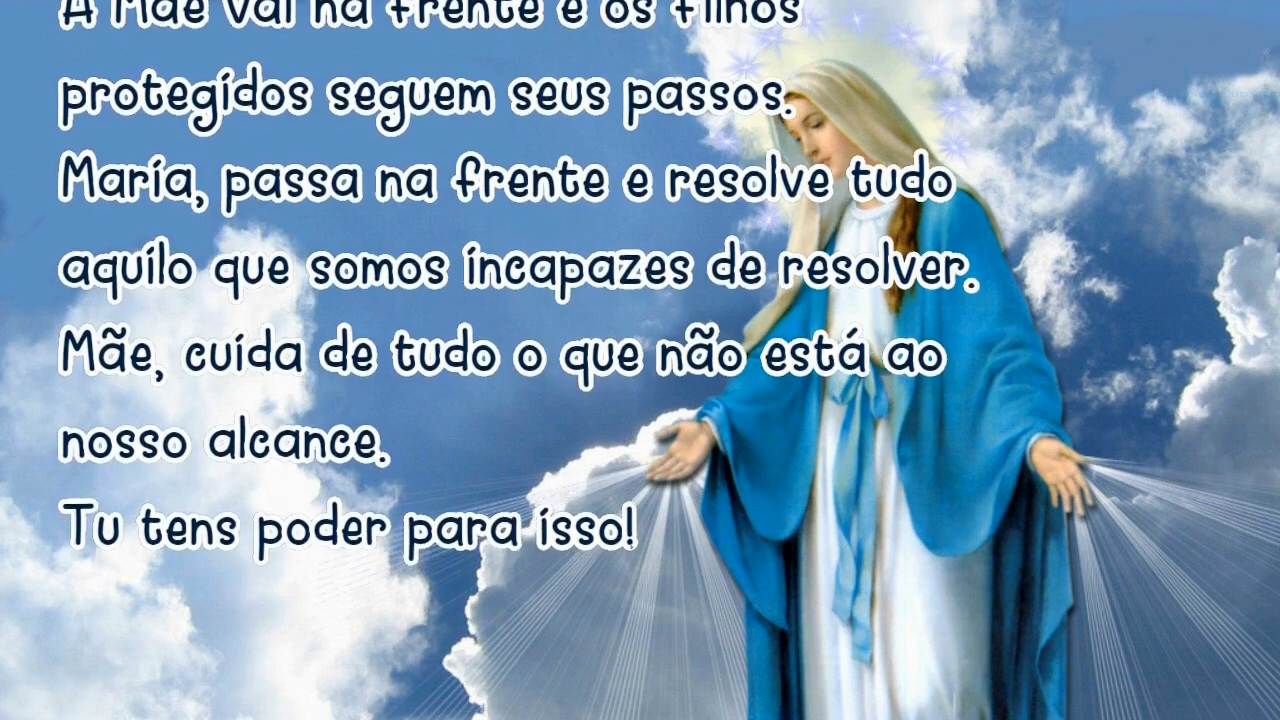 A Mãe vai na frente e os filhos
protegidos seguem seus passos.
Maria, passa na frente e resolve tudo
aquilo que somos incapazes de resolver.
Mãe, cuida de tudo o que não está ao
nosso alcance.
Tu tens poder para isso!